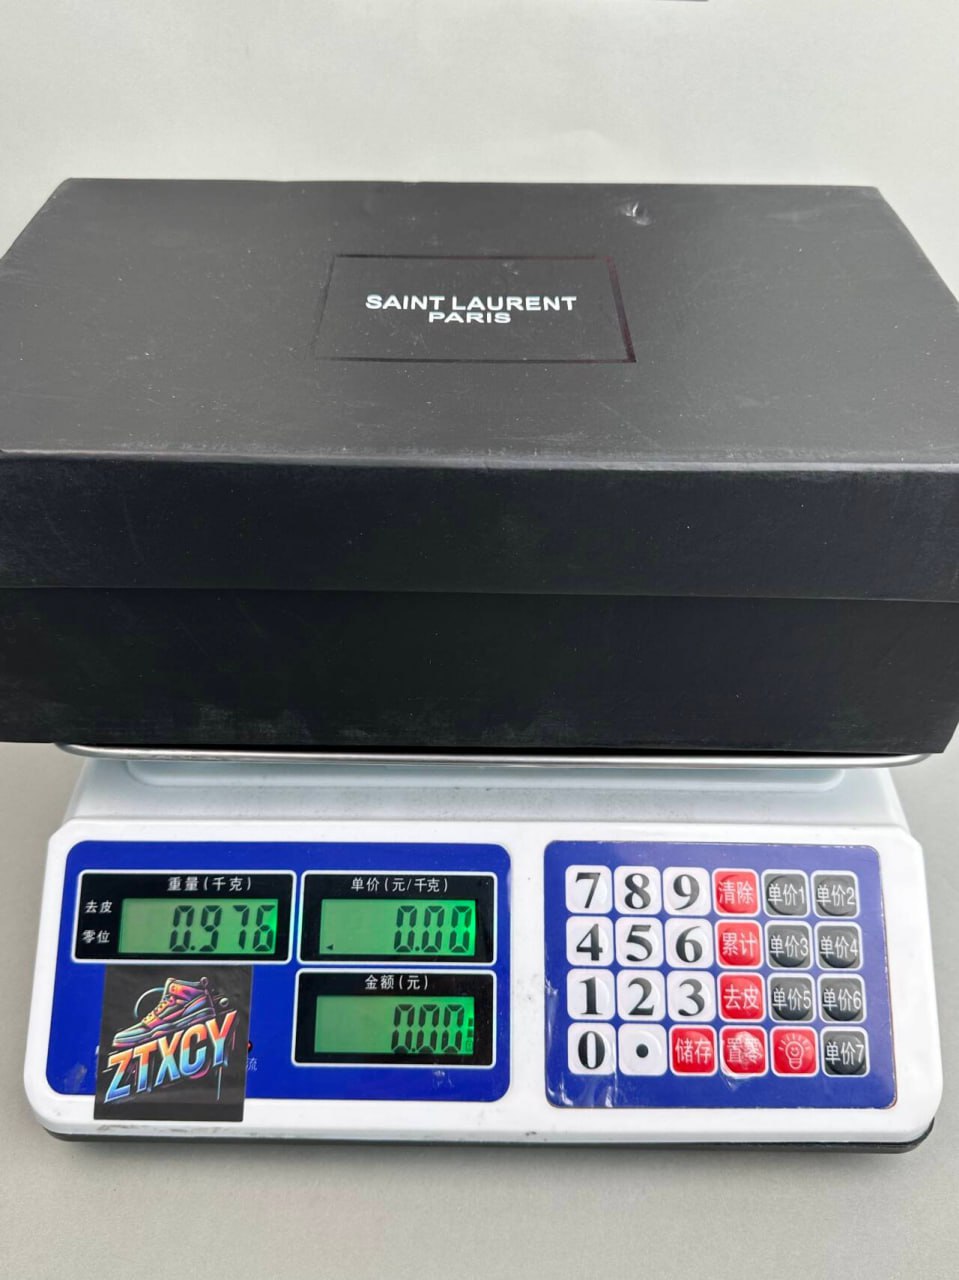 SAINT LAURENT
PARIS
重量(千克)
单价(元/千克)
去皮
零位
0.976
0.00
金额(元)
0.00
ZTXCY
流
7 8 9 清除 单价1 单价2
4 5 6 累计 单价3 单价4
1 2 3 去皮 单价5 单价6
0 • 储存 置零 单价7